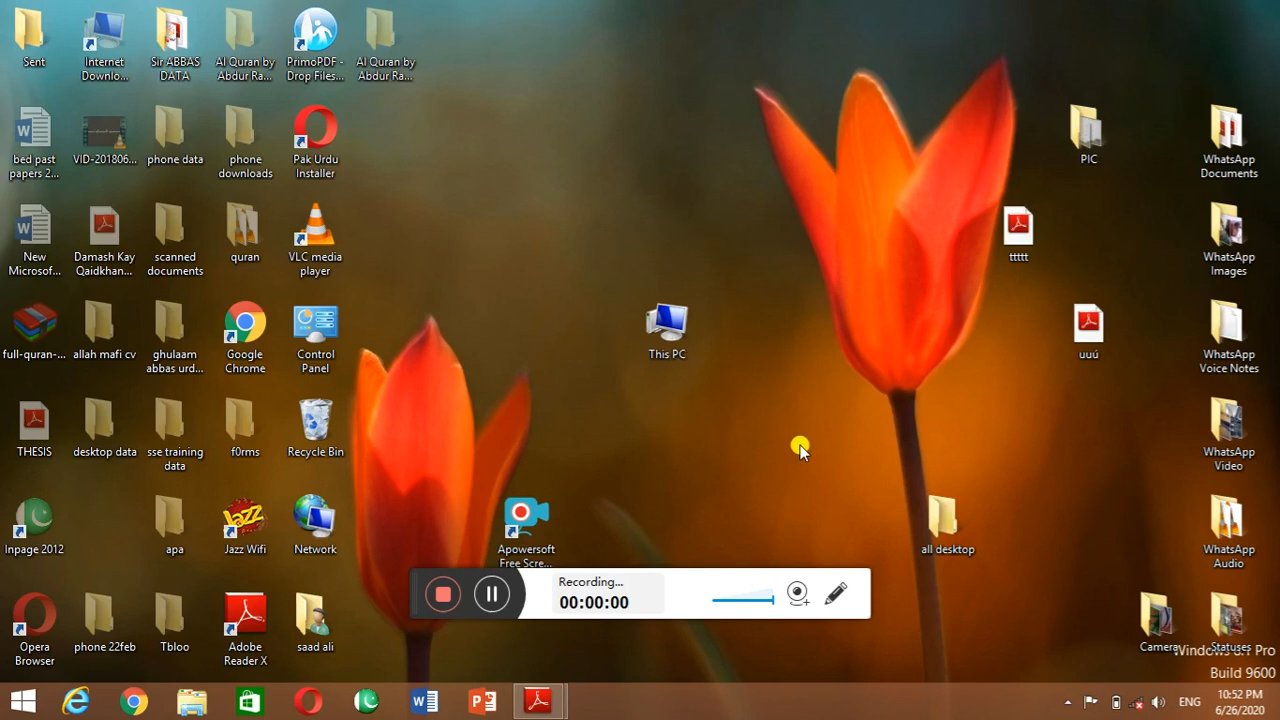 Sent
Internet
Downlo...
Sir ABBAS
DATA
Al Quran by
Abdur Ra...
PrimoPDF -
Drop Files...
Al Quran by
Abdur Ra...
bed past
papers 2...
VID-201806...
phone data
phone
downloads
Pak Urdu
Installer
PIC
WhatsApp
Documents
New
Microsof...
Damash Kay
Qaidkhan...
scanned
documents
quran
VLC media
player
ttttt
WhatsApp
Images
full-quran-...
allah mafi cv
ghulaam
abbas urd...
Google
Chrome
Control
Panel
This PC
uuú
WhatsApp
Voice Notes
THESIS
desktop data
sse training
data
f0rms
Recycle Bin
WhatsApp
Video
Inpage 2012
apa
Jazz
Jazz Wifi
Network
Apowersoft
Free Scre...
all desktop
WhatsApp
Audio
Recording...
00:00:00
Opera
Browser
phone 22feb
Tbloo
Adobe
Reader X
saad ali
Camera
Statuses
Windows 8.1 Pro
Build 9600
ENG
10:52 PM
6/26/2020